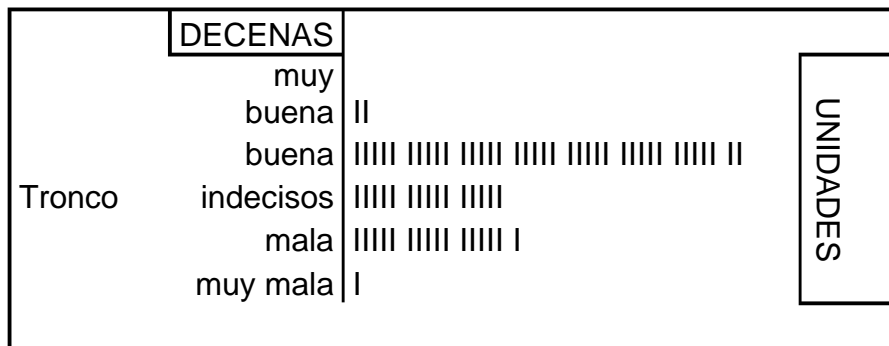 DECENAS
muy
buena II
buena IIIII IIIII IIIII IIIII IIIII IIIII IIIII II
Tronco indecisos IIIII IIIII IIIII
mala IIIII IIIII IIIII I
muy mala I
UNIDADES